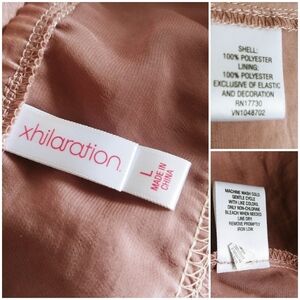 xhilaration.
L
MADE IN
CHINA
SHELL:
100% POLYESTER
LINING:
100% POLYESTER
EXCLUSIVE OF ELASTIC
AND DECORATION
RN17730
VN1048702
MACHINE WASH COLD
GENTLE CYCLE
WITH LIKE COLORS
ONLY NON-CHLORINE
BLEACH WHEN NEEDED
LINE DRY
REMOVE PROMPTLY
IRON LOW